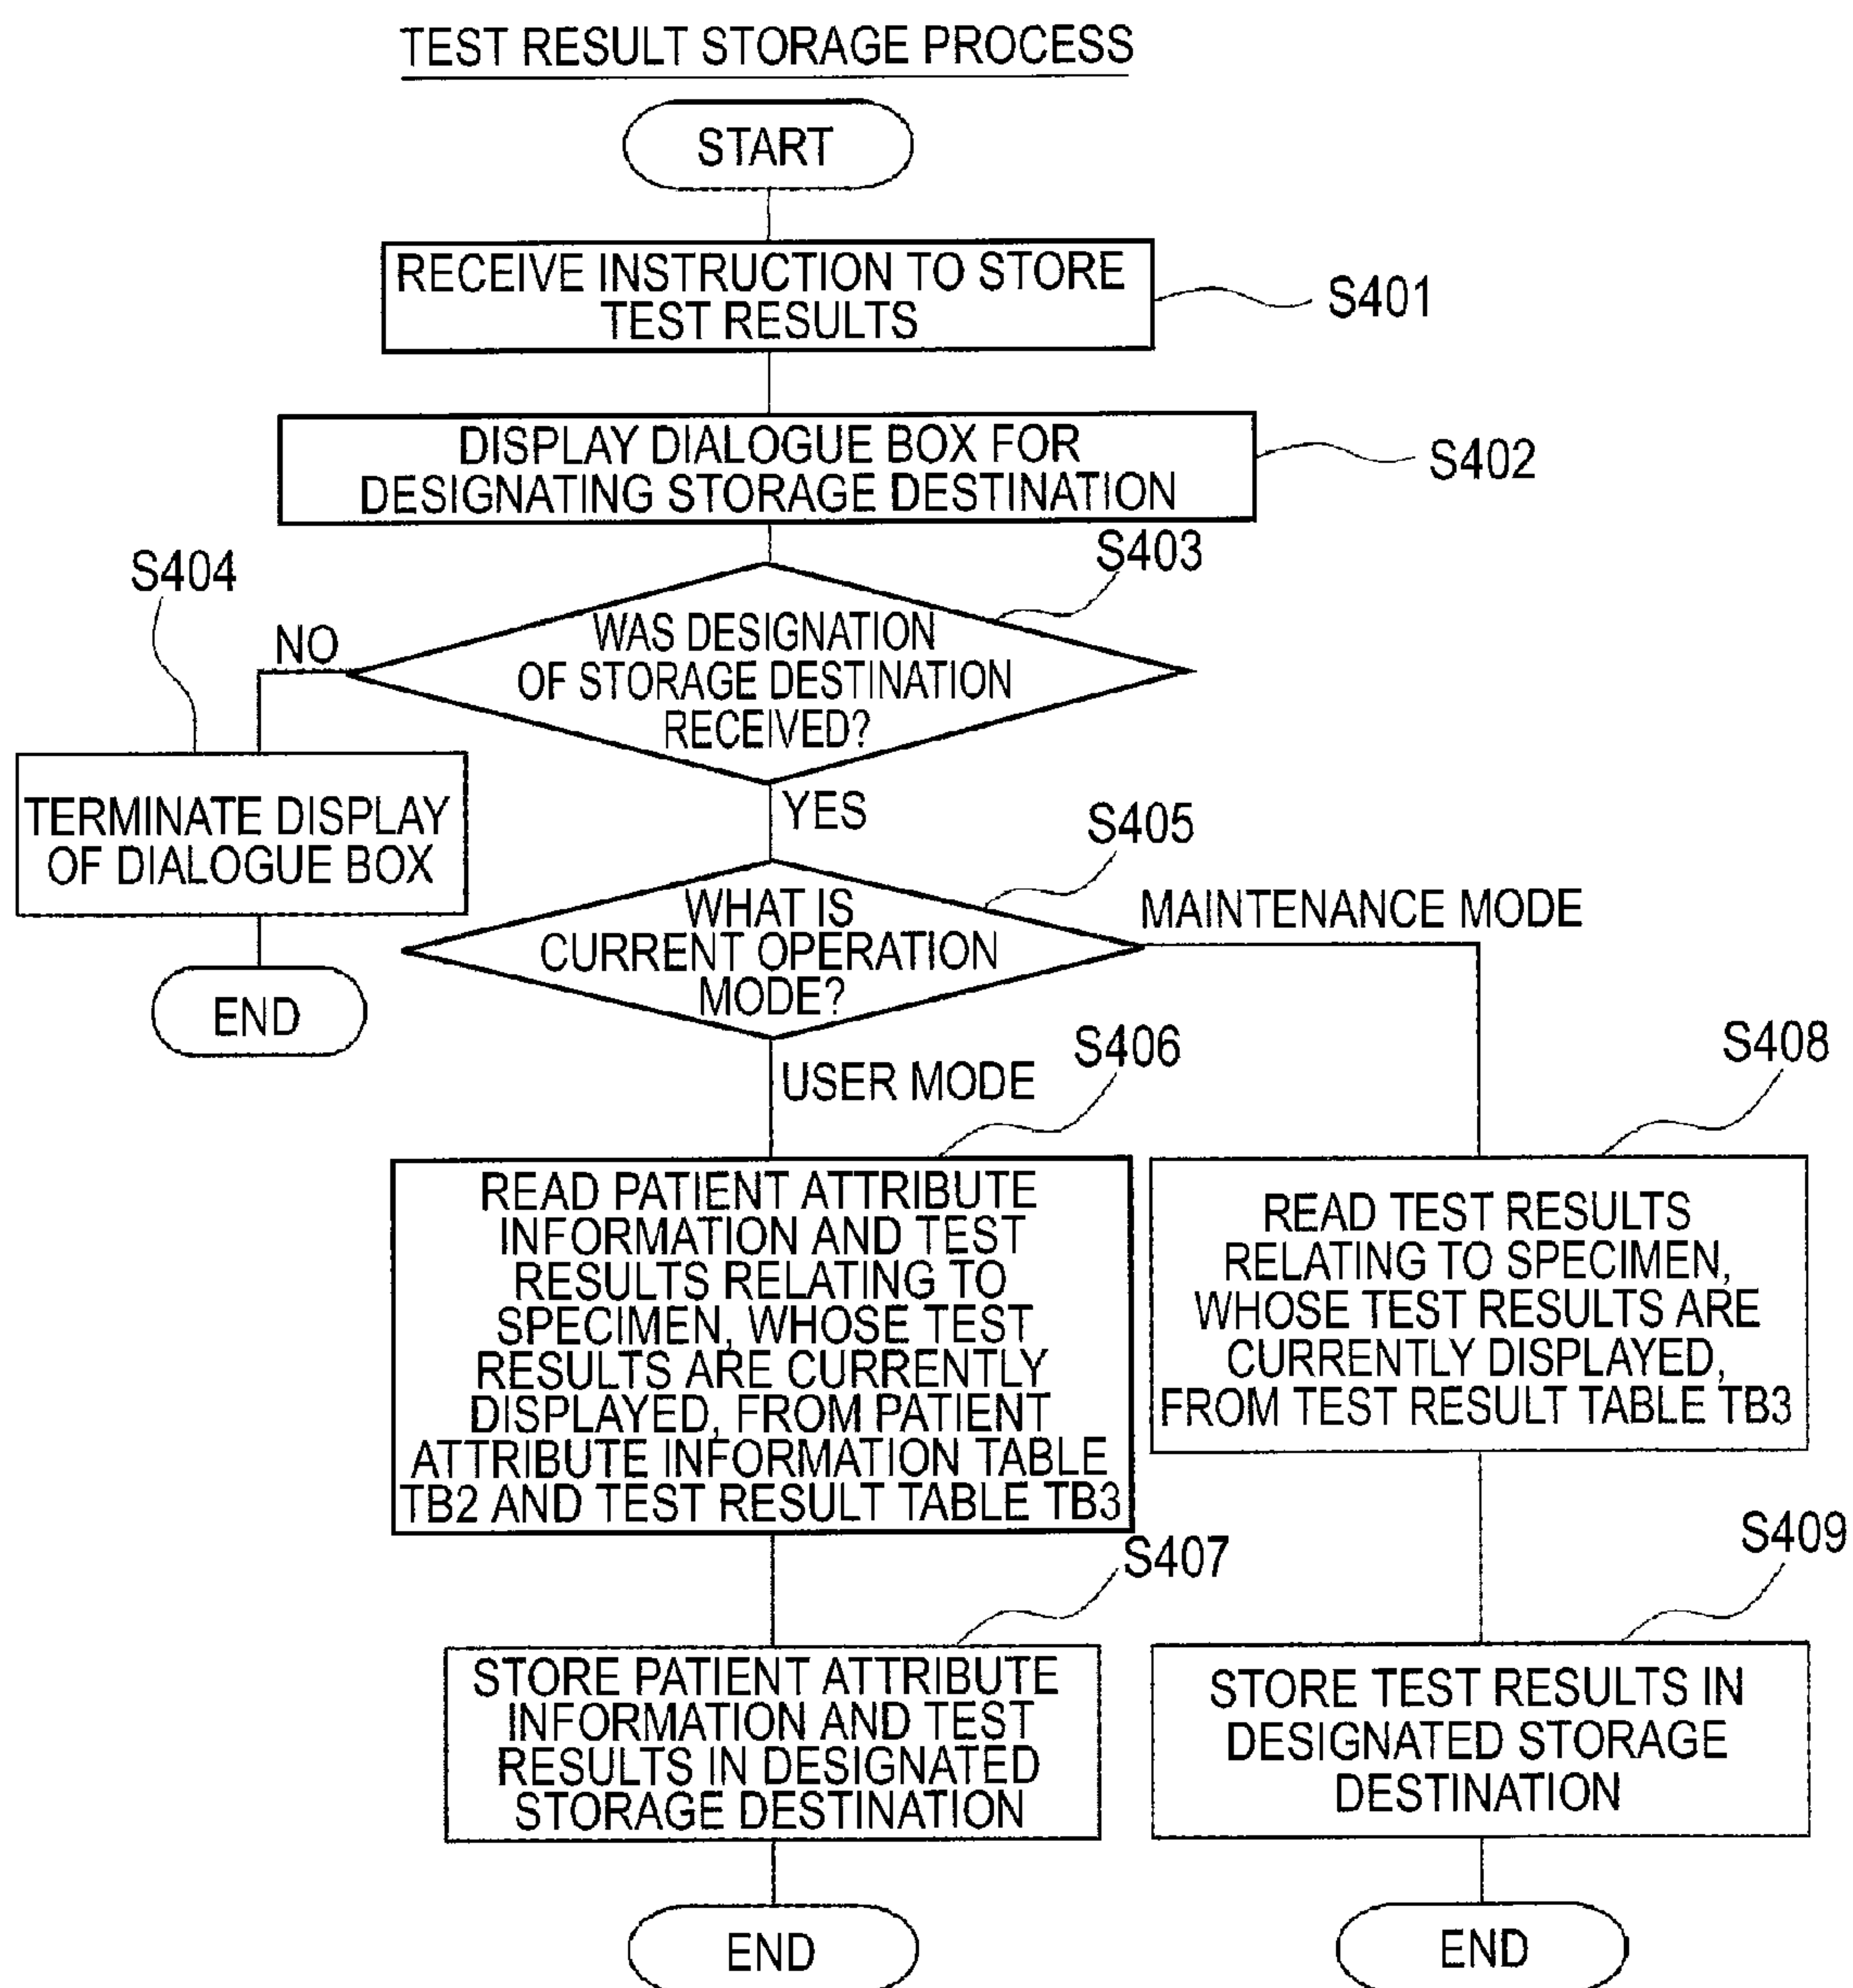 TEST RESULT STORAGE PROCESS
START
RECEIVE INSTRUCTION TO STORE
TEST RESULTS
S401
DISPLAY DIALOGUE BOX FOR
DESIGNATING STORAGE DESTINATION
S402
S403
WAS DESIGNATION
OF STORAGE DESTINATION
RECEIVED?
NO
S404
TERMINATE DISPLAY
OF DIALOGUE BOX
END
YES
S405
WHAT IS
CURRENT OPERATION
MODE?
MAINTENANCE MODE
USER MODE
S406
READ PATIENT ATTRIBUTE
INFORMATION AND TEST
RESULTS RELATING TO
SPECIMEN, WHOSE TEST
RESULTS ARE CURRENTLY
DISPLAYED, FROM PATIENT
ATTRIBUTE INFORMATION TABLE
TB2 AND TEST RESULT TABLE TB3
S408
READ TEST RESULTS
RELATING TO SPECIMEN,
WHOSE TEST RESULTS ARE
CURRENTLY DISPLAYED,
FROM TEST RESULT TABLE TB3
S407
STORE PATIENT ATTRIBUTE
INFORMATION AND TEST
RESULTS IN DESIGNATED
STORAGE DESTINATION
END
S409
STORE TEST RESULTS IN
DESIGNATED STORAGE
DESTINATION
END